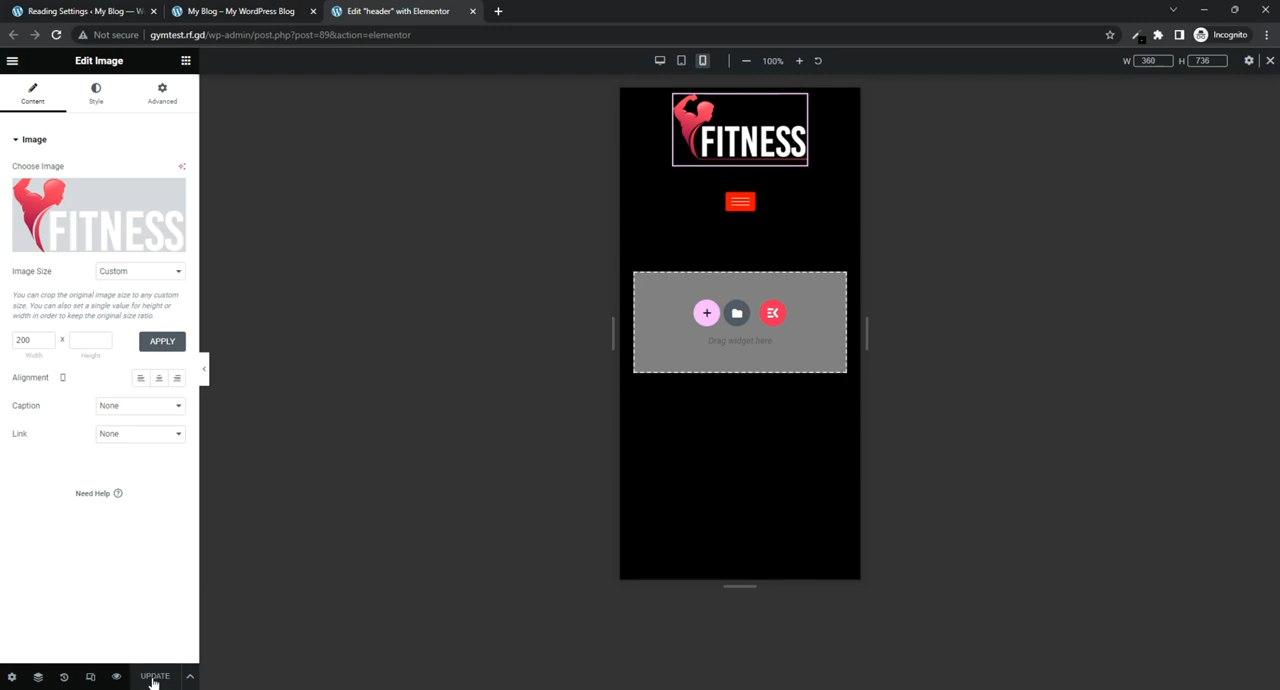 Reading Settings ‹ My Blog — W
My Blog – My WordPress Blog
Edit "header" with Elementor
Not secure
gymtest.rf.gd/wp-admin/post.php?post=89&action=elementor
Incognito
Edit Image
100%
W 360 H 736
Content
Style
Advanced
Image
Choose Image
FITNESS
FITNESS
Image Size
Custom
You can crop the original image size to any custom
size. You can also set a single value for height or
width in order to keep the original size ratio.
200 x
APPLY
Width
Height
Alignment
Caption
None
Link
None
Drag widget here
Need Help
UPDATE